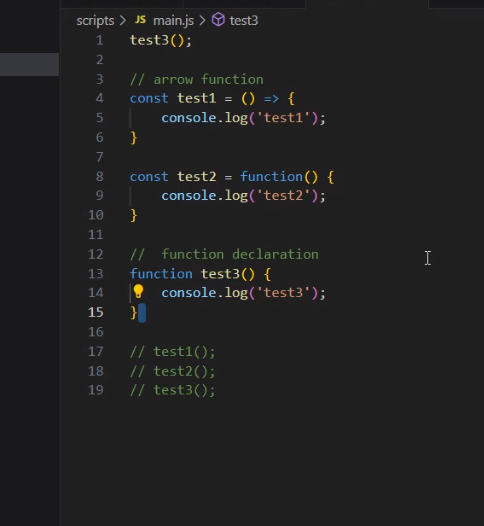 scripts > JS main.js > test3
1 test3();
2
3 // arrow function
4 const test1 = () => {
5     console.log('test1');
6 }
7
8 const test2 = function() {
9     console.log('test2');
10 }
11
12 //  function declaration
13 function test3() {
14     console.log('test3');
15 }
16
17 // test1();
18 // test2();
19 // test3();